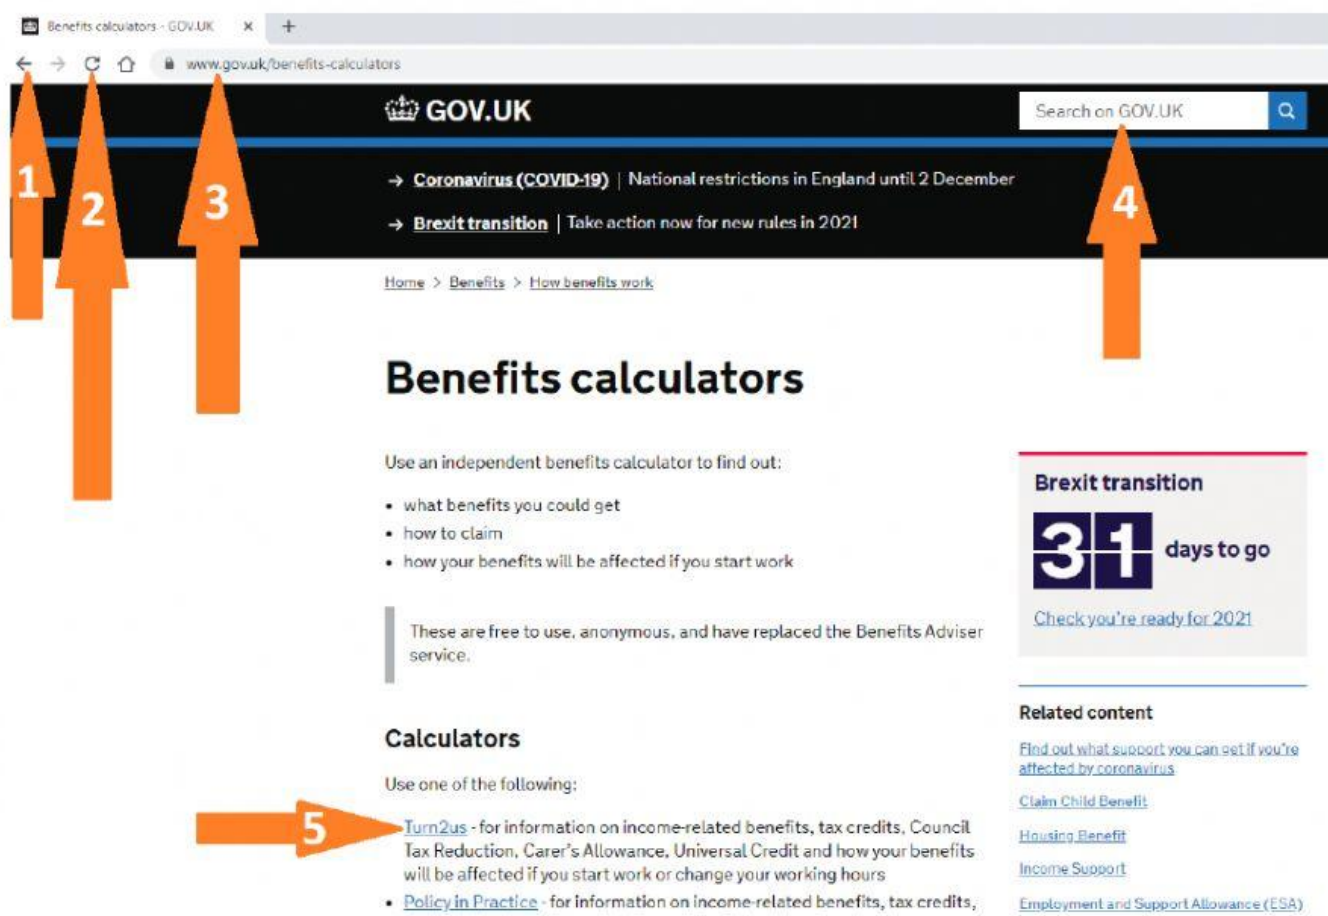 Benefits calculators - GOV.UK
www.gov.uk/benefits-calculators
GOV.UK
Search on GOV.UK
1
2
3
4
→ Coronavirus (COVID-19) | National restrictions in England until 2 December
→ Brexit transition | Take action now for new rules in 2021
Home > Benefits > How benefits work
Benefits calculators
Use an independent benefits calculator to find out:
• what benefits you could get
• how to claim
• how your benefits will be affected if you start work
These are free to use, anonymous, and have replaced the Benefits Adviser
service.
Calculators
Use one of the following:
5
Turn2us - for information on income-related benefits, tax credits, Council
Tax Reduction, Carer's Allowance, Universal Credit and how your benefits
will be affected if you start work or change your working hours
• Policy in Practice - for information on income-related benefits, tax credits,
Brexit transition
31 days to go
Check you're ready for 2021
Related content
Find out what support you can get if you're
affected by coronavirus
Claim Child Benefit
Housing Benefit
Income Support
Employment and Support Allowance (ESA)